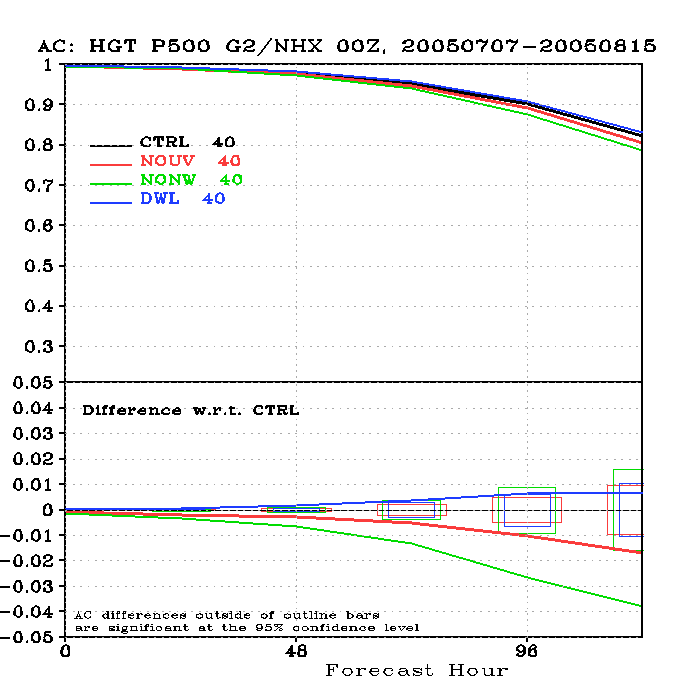 AC: HGT P500 G2/NHX 00Z, 20050707-20050815
1
0.9
0.8
0.7
0.6
0.5
0.4
0.3
CTRL 40
NOUV 40
NONW 40
DWL 40
0.05
0.04
0.03
0.02
0.01
0
-0.01
-0.02
-0.03
-0.04
-0.05
Difference w.r.t. CTRL
AC differences outside of outline bars
are significant at the 95% confidence level
0 48 96
Forecast Hour